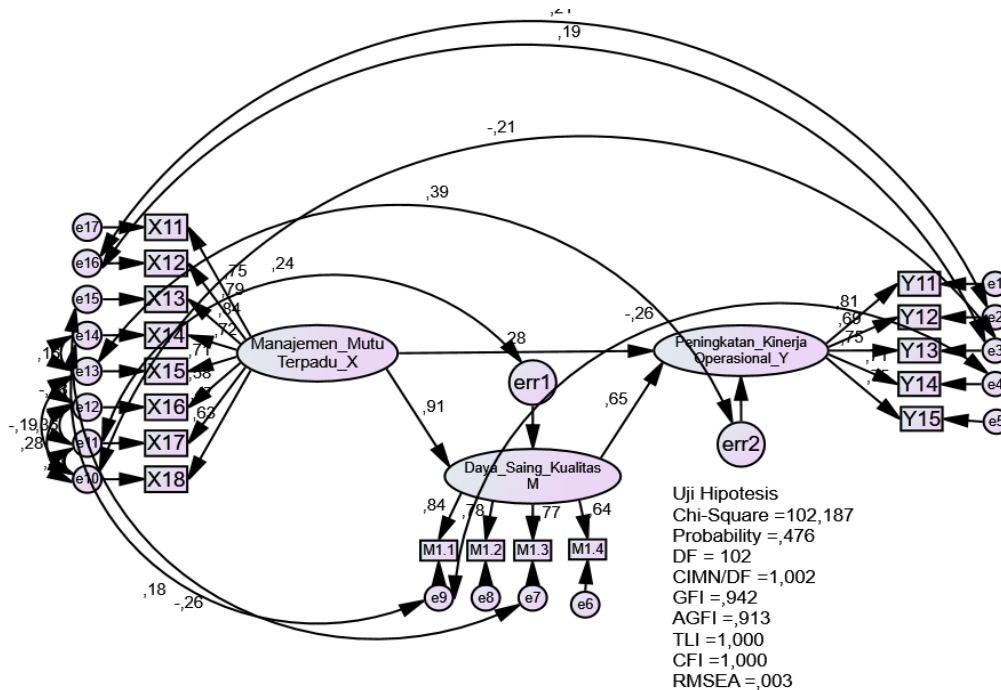 ,19
-,21
,39
e17
X11
e16
X12
,75
,24
,79
e15
X13
,84
e14
X14
,72
e13
X15
,71
e12
X16
e11
X17
,63
e10
X18
,28
Manajemen_Mutu
Terpadu_X
,28
err1
-,26
,91
,65
Peningkatan_Kinerja
Operasional_Y
err2
,81
Y11
e1
,69
Y12
e2
,75
Y13
e3
Y14
e4
Y15
e5
Daya_Saing_Kualitas
M
,84
,78
,77
,64
M1.1
M1.2
M1.3
M1.4
e9
e8
e7
e6
,18
-,26
Uji Hipotesis
Chi-Square =102,187
Probability =,476
DF = 102
CIMN/DF =1,002
GFI =,942
AGFI =,913
TLI =1,000
CFI =1,000
RMSEA =,003